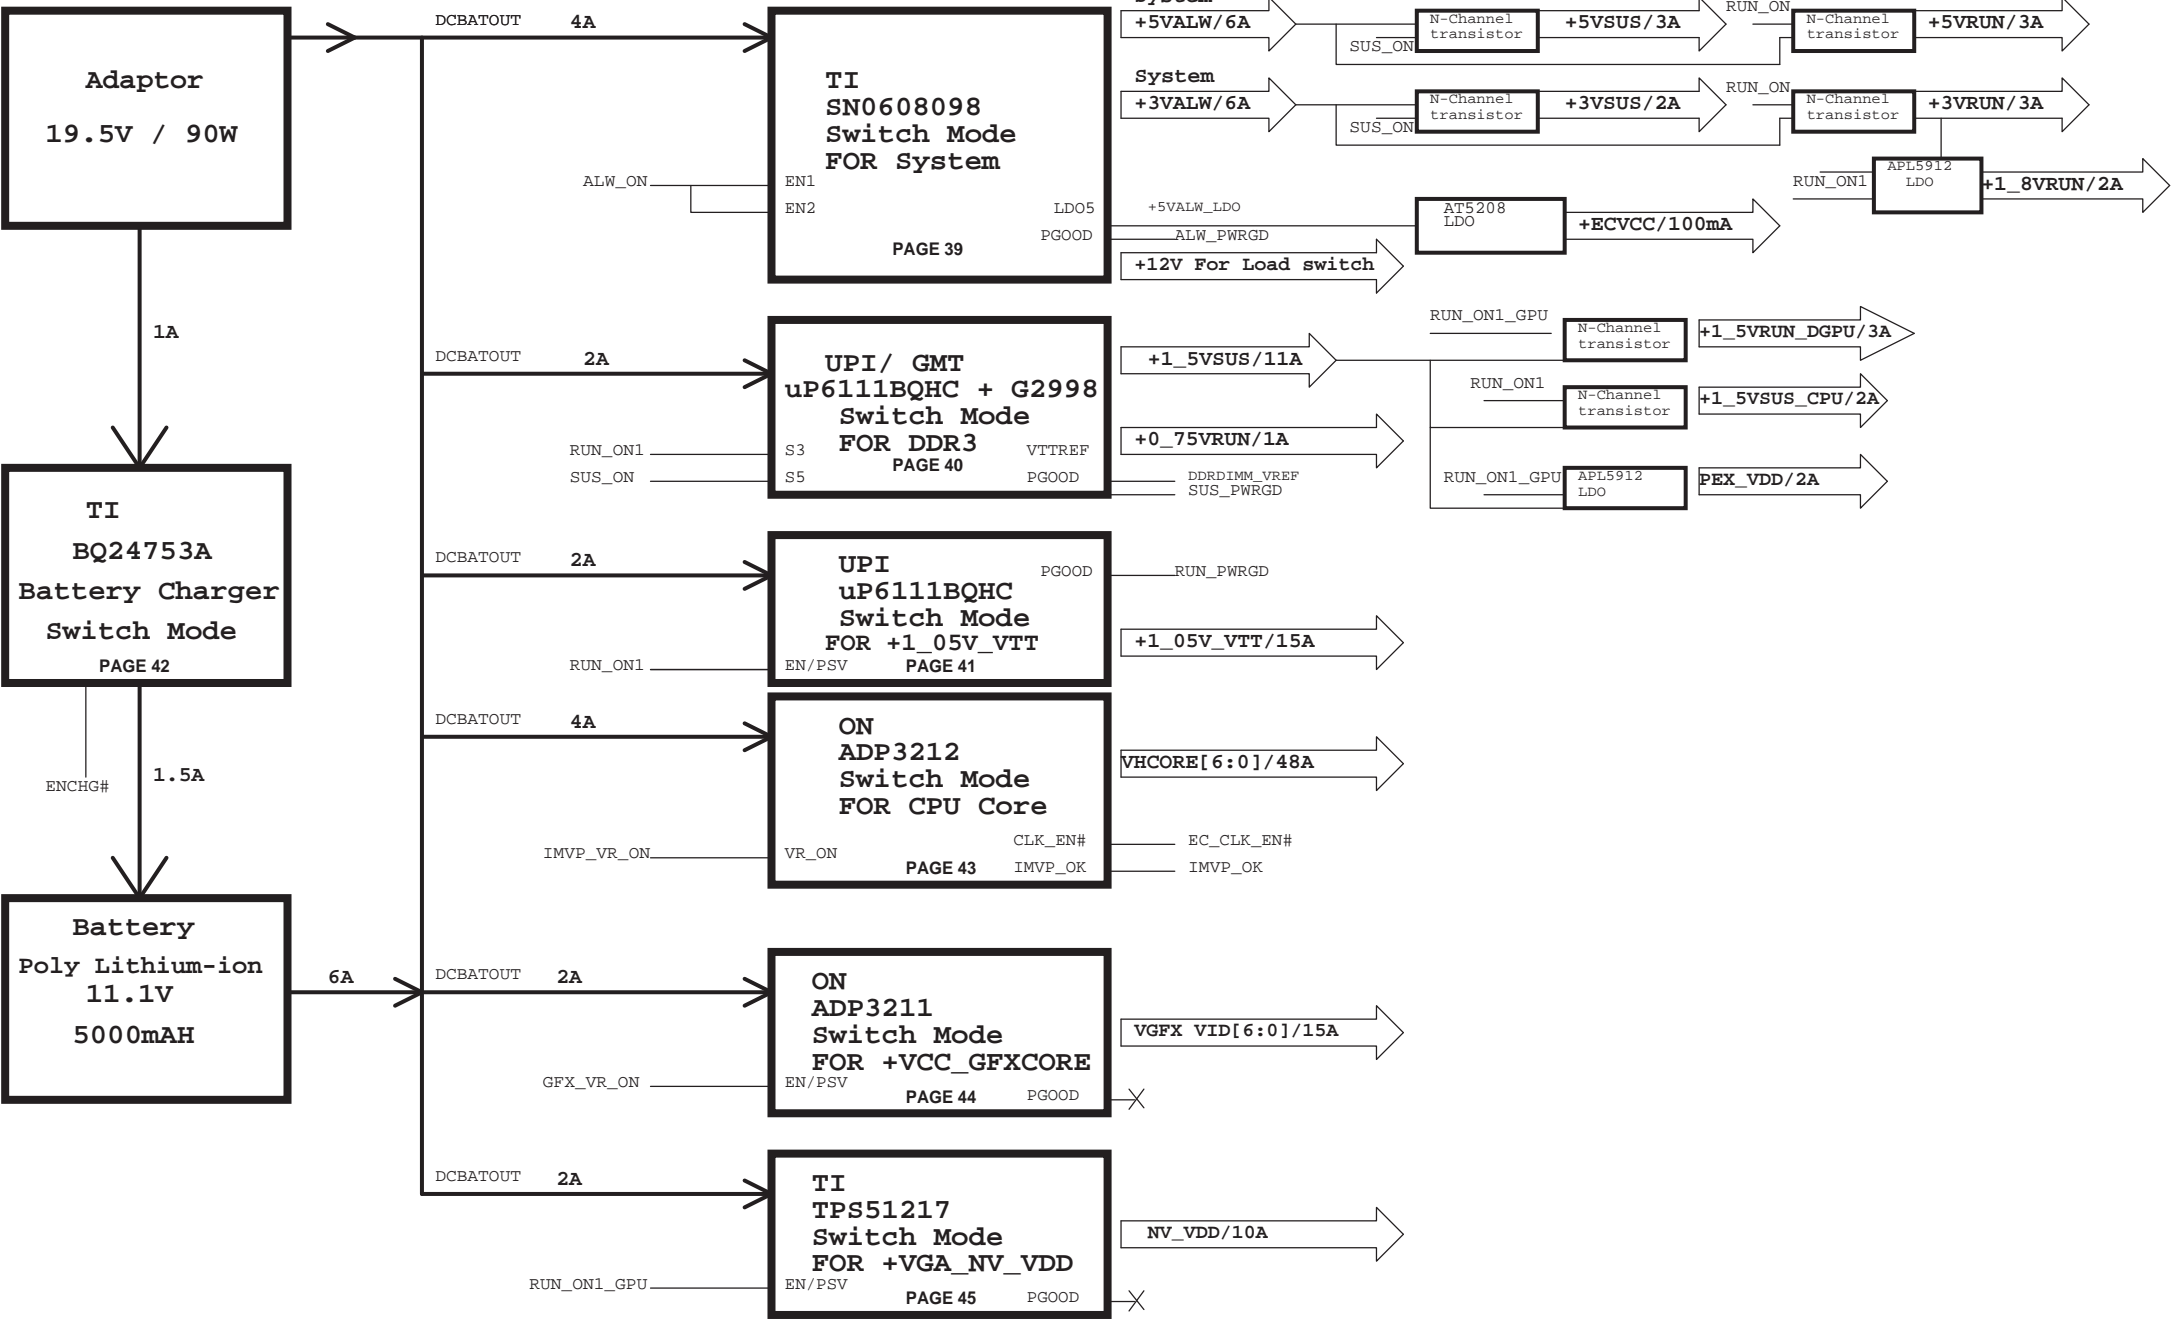 Adaptor
19.5V / 90W
1A
TI
BQ24753A
Battery Charger
Switch Mode
PAGE 42
ENCHG#
1.5A
Battery
Poly Lithium-ion
11.1V
5000mAH
6A
DCBATOUT 4A
TI
SN0608098
Switch Mode
FOR System
ALW_ON
EN1
EN2
LDO5
PGOOD
PAGE 39
System
+5VALW/6A
SUS_ON
N-Channel
transistor
+5VSUS/3A
RUN_ON
N-Channel
transistor
+5VRUN/3A
System
+3VALW/6A
SUS_ON
N-Channel
transistor
+3VSUS/2A
RUN_ON
N-Channel
transistor
+3VRUN/3A
RUN_ON1
APL5912
LDO
+1_8VRUN/2A
+5VALW_LDO
AT5208
LDO
+ECVCC/100mA
ALW_PWRGD
+12V For Load switch
DCBATOUT 2A
UPI/ GMT
uP6111BQHC + G2998
Switch Mode
FOR DDR3
PAGE 40
RUN_ON1
S3
SUS_ON
S5
VTTREF
PGOOD
+1_5VSUS/11A
+0_75VRUN/1A
DDRDIMM_VREF
SUS_PWRGD
RUN_ON1_GPU
N-Channel
transistor
+1_5VRUN_DGPU/3A
RUN_ON1
N-Channel
transistor
+1_5VSUS_CPU/2A
RUN_ON1_GPU
APL5912
LDO
PEX_VDD/2A
DCBATOUT 2A
UPI
uP6111BQHC
Switch Mode
FOR +1_05V_VTT
PAGE 41
RUN_ON1
EN/PSV
PGOOD
RUN_PWRGD
+1_05V_VTT/15A
DCBATOUT 4A
ON
ADP3212
Switch Mode
FOR CPU Core
PAGE 43
IMVP_VR_ON
VR_ON
CLK_EN#
IMVP_OK
VHCORE[6:0]/48A
EC_CLK_EN#
IMVP_OK
DCBATOUT 2A
ON
ADP3211
Switch Mode
FOR +VCC_GFXCORE
PAGE 44
GFX_VR_ON
EN/PSV
PGOOD
VGFX VID[6:0]/15A
DCBATOUT 2A
TI
TPS51217
Switch Mode
FOR +VGA_NV_VDD
PAGE 45
RUN_ON1_GPU
EN/PSV
PGOOD
NV_VDD/10A